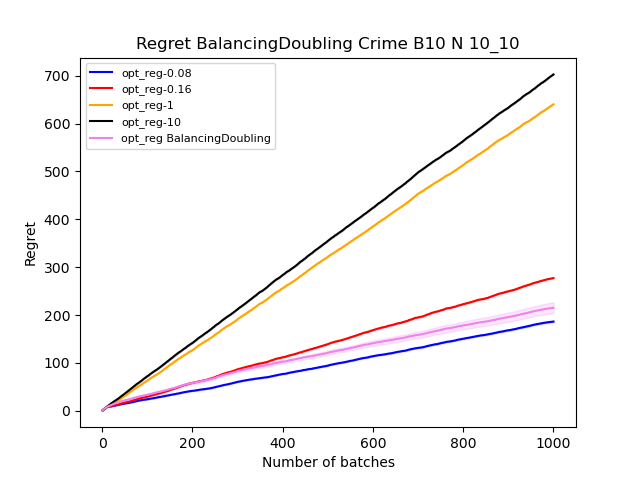 Regret BalancingDoubling Crime B10 N 10_10
opt_reg-0.08
opt_reg-0.16
opt_reg-1
opt_reg-10
opt_reg BalancingDoubling
Regret
700
600
500
400
300
200
100
0
0 200 400 600 800 1000
Number of batches